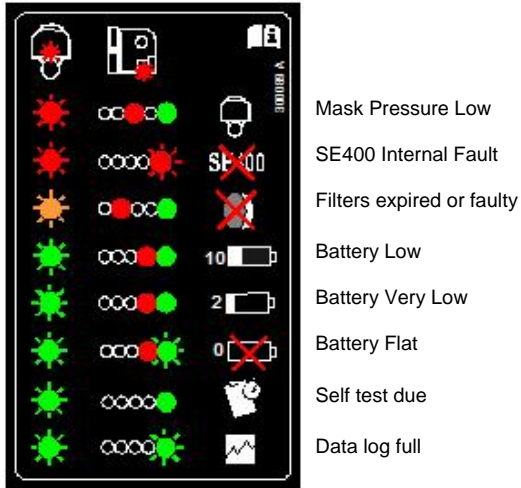 Mask Pressure Low
SE400
SE400 Internal Fault
Filters expired or faulty
10
Battery Low
2
Battery Very Low
0
Battery Flat
Self test due
Data log full